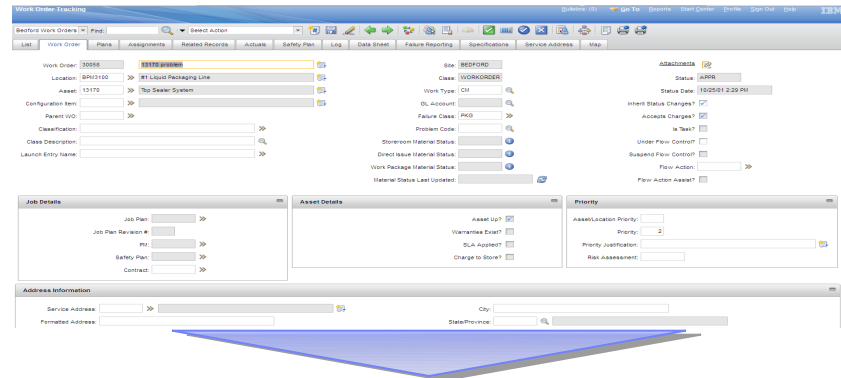 Work Order Tracking Bulletins: (0) Go To Reports Start Center Profile Sign Out Help IBM
Bedford Work Orders Find: Select Action
List Work Order Plans Assignments Related Records Actuals Safety Plan Log Data Sheet Failure Reporting Specifications Service Address Map
Work Order: 30058 13170 problem Site: BEDFORD Attachments
Location: BPM3100 #1 Liquid Packaging Line Class: WORKORDER Status: APPR
Asset: 13170 Top Sealer System Work Type: CM Status Date: 10/25/01 2:29 PM
Configuration Item: GL Account: Inherit Status Changes?
Parent WO: Failure Class: PKG Accepts Charges?
Classification: Problem Code: Is Task?
Class Description: Storeroom Material Status: Under Flow Control?
Launch Entry Name: Direct Issue Material Status: Suspend Flow Control?
Work Package Material Status: Flow Action:
Material Status Last Updated: Flow Action Assist?
Job Details Asset Details Priority
Job Plan: Asset Up? Asset/Location Priority:
Job Plan Revision #: Warranties Exist? Priority: 2
PM: SLA Applied? Priority Justification:
Safety Plan: Charge to Store? Risk Assessment:
Contract:
Address Information
Service Address: City:
Formatted Address: State/Province: